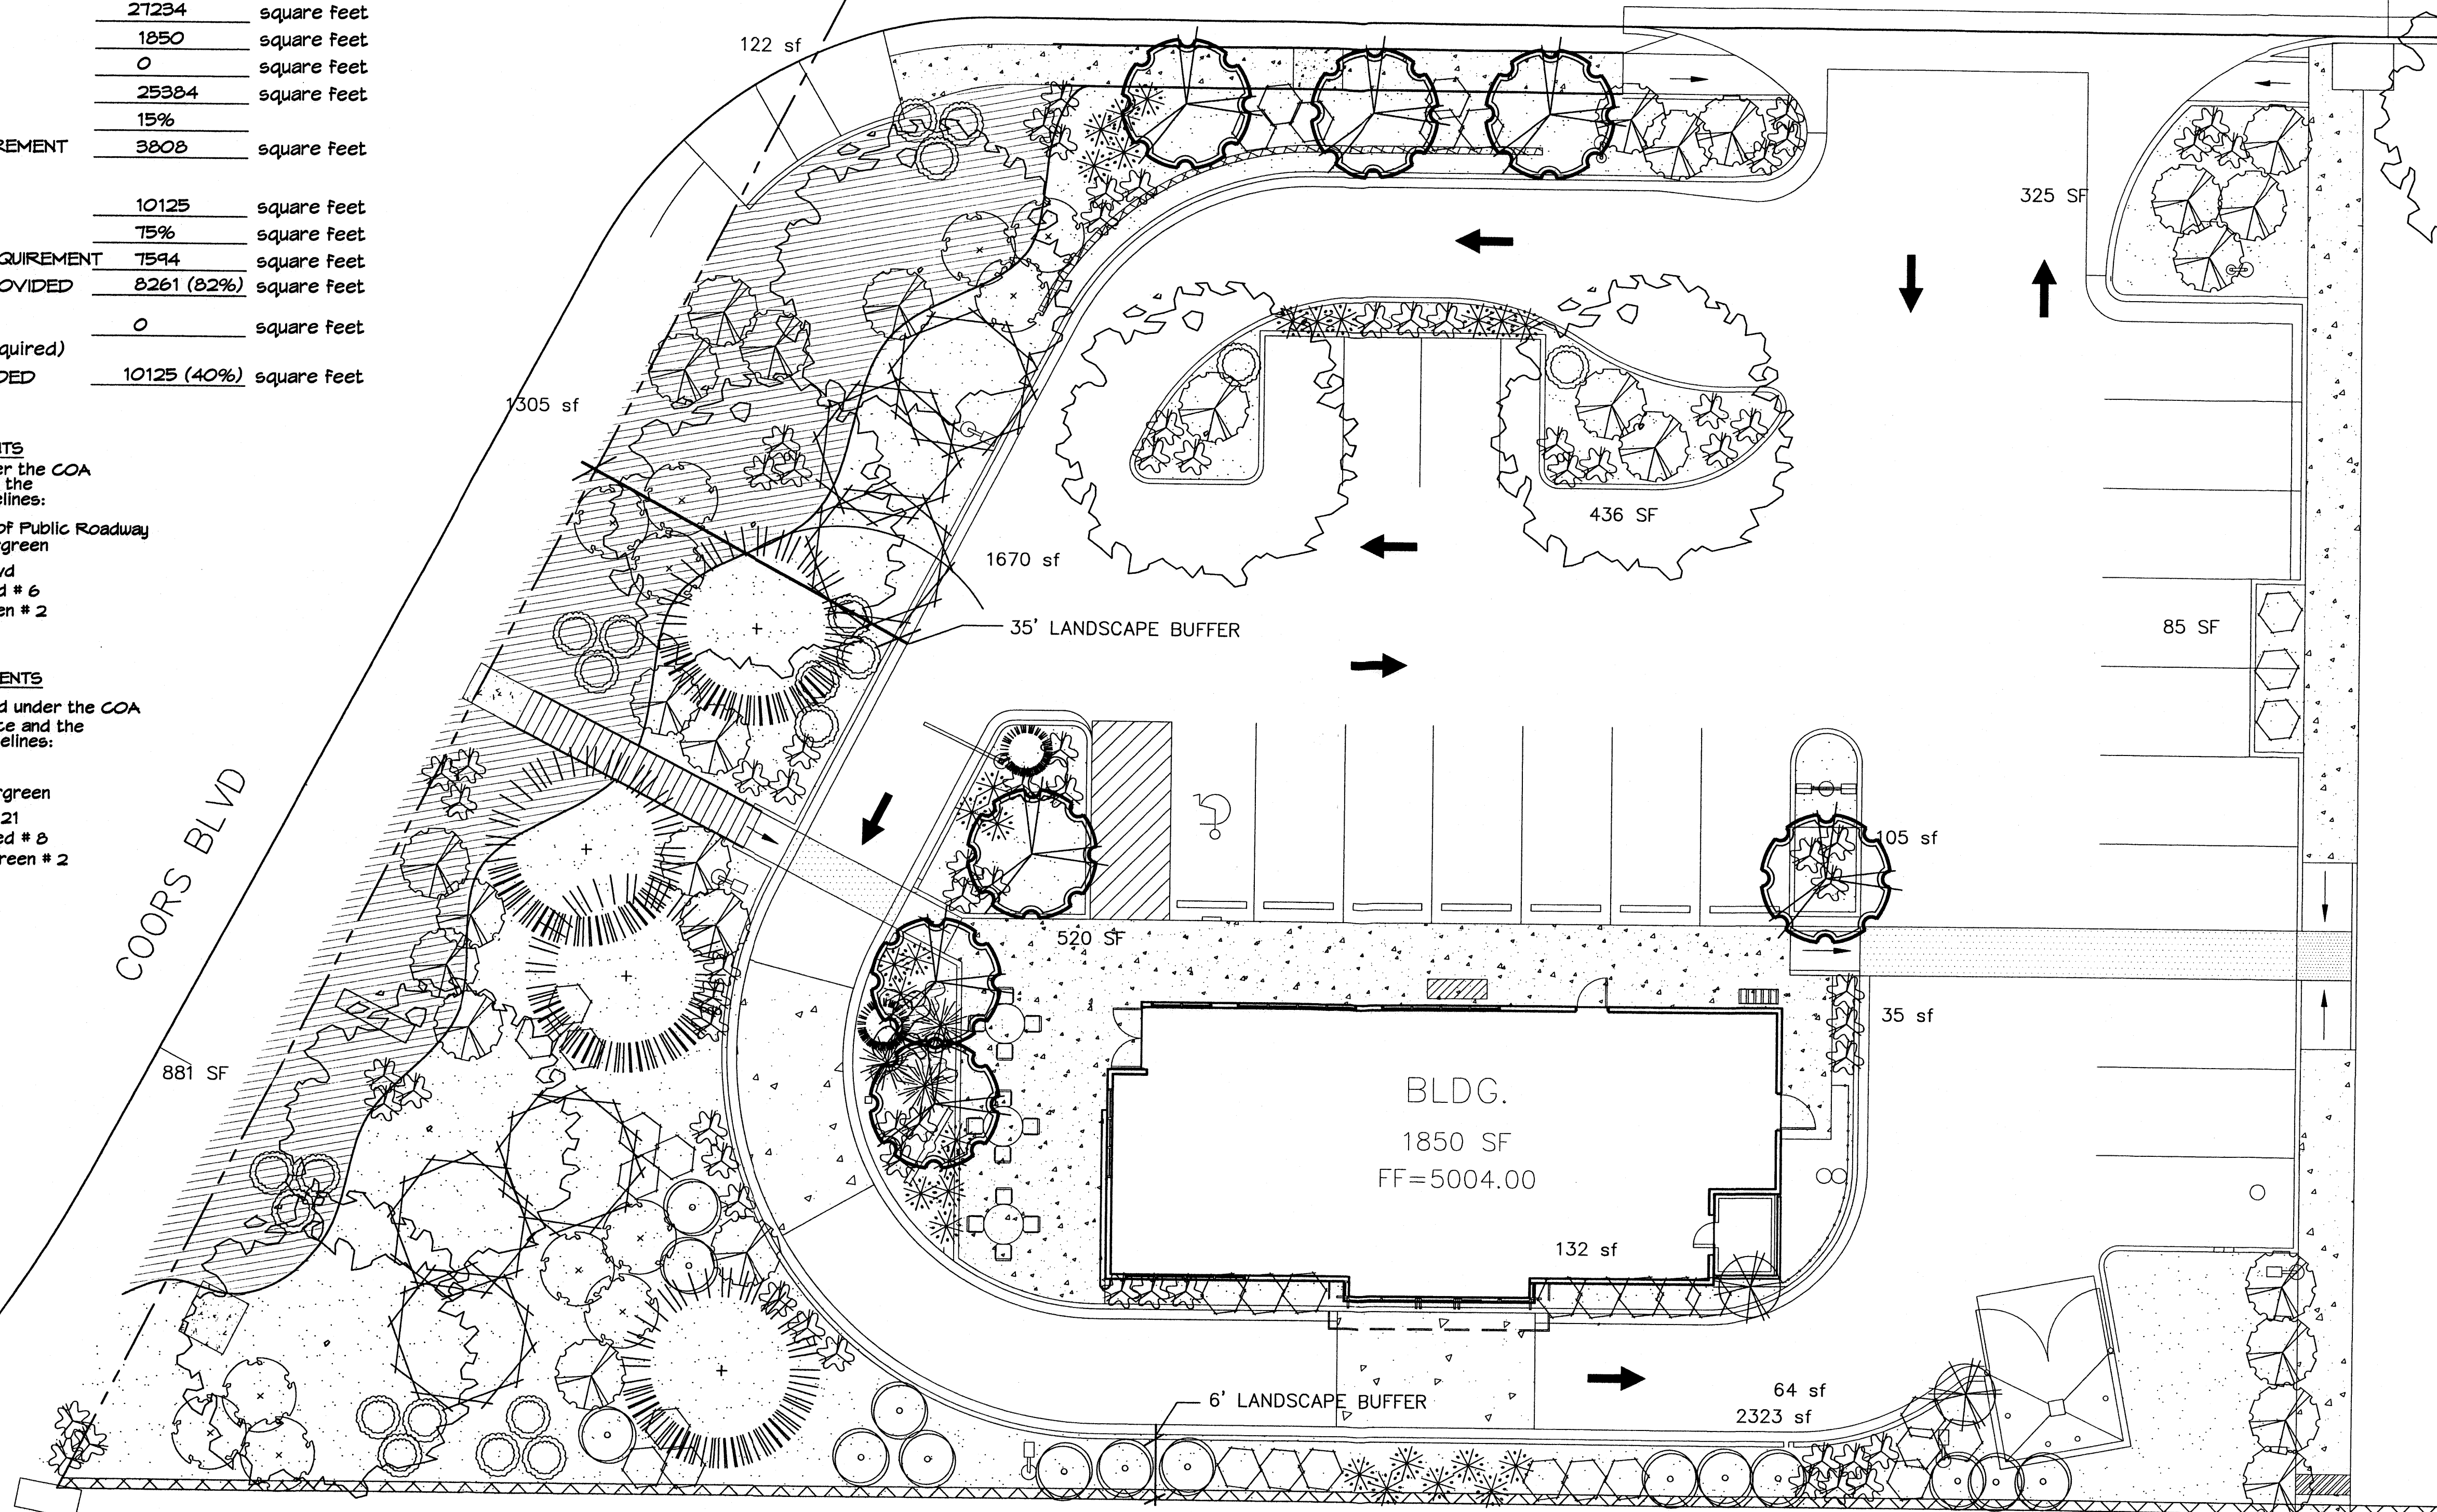 27234 square feet
1850 square feet
0 square feet
25384 square feet
15%
REMENT 3808 square feet
10125 square feet
75% square feet
QUIREMENT 7594 square feet
OVIDED 8261 (82%) square feet
0 square feet
quired)
DED 10125 (40%) square feet
NTS
er the COA
the
elines:
of Public Roadway
rgreen
vd
d # 6
en # 2
ENTS
d under the COA
ce and the
elines:
rgreen
21
ed # 8
reen # 2
122 sf
325 SF
1305 sf
436 SF
1670 sf
35' LANDSCAPE BUFFER
85 SF
COORS BLVD
105 sf
520 SF
35 sf
881 SF
BLDG.
1850 SF
FF=5004.00
132 sf
6' LANDSCAPE BUFFER
64 sf
2323 sf